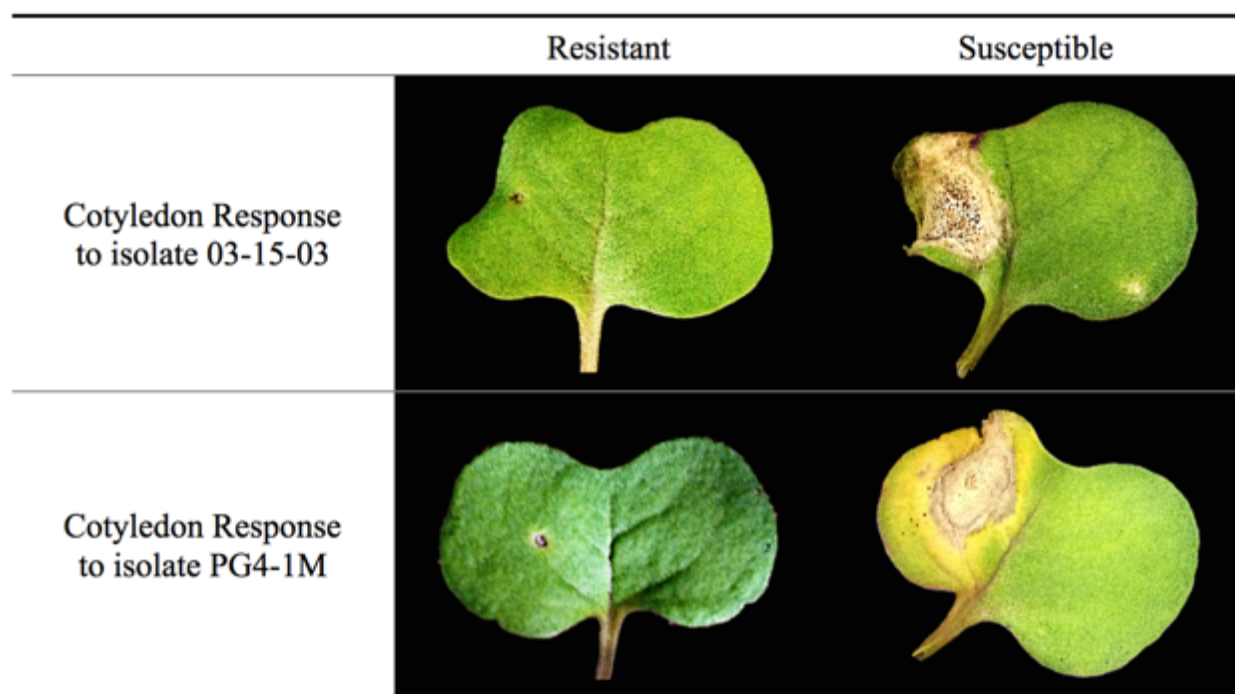 Resistant
Susceptible
Cotyledon Response
to isolate 03-15-03
Cotyledon Response
to isolate PG4-1M